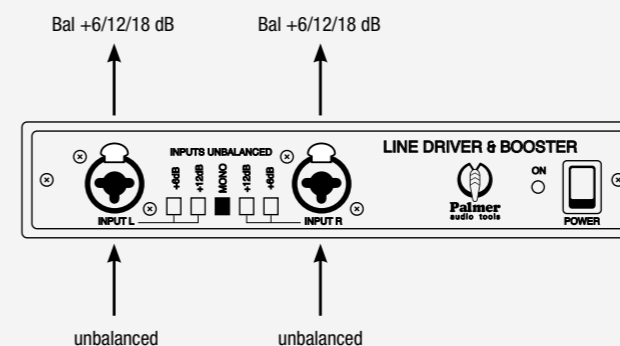 Bal +6/12/18 dB
Bal +6/12/18 dB
INPUTS UNBALANCED
LINE DRIVER & BOOSTER
+6dB
+12dB
MONO
+12dB
+6dB
ON
Palmer
audio tools
INPUT L
INPUT R
POWER
unbalanced
unbalanced